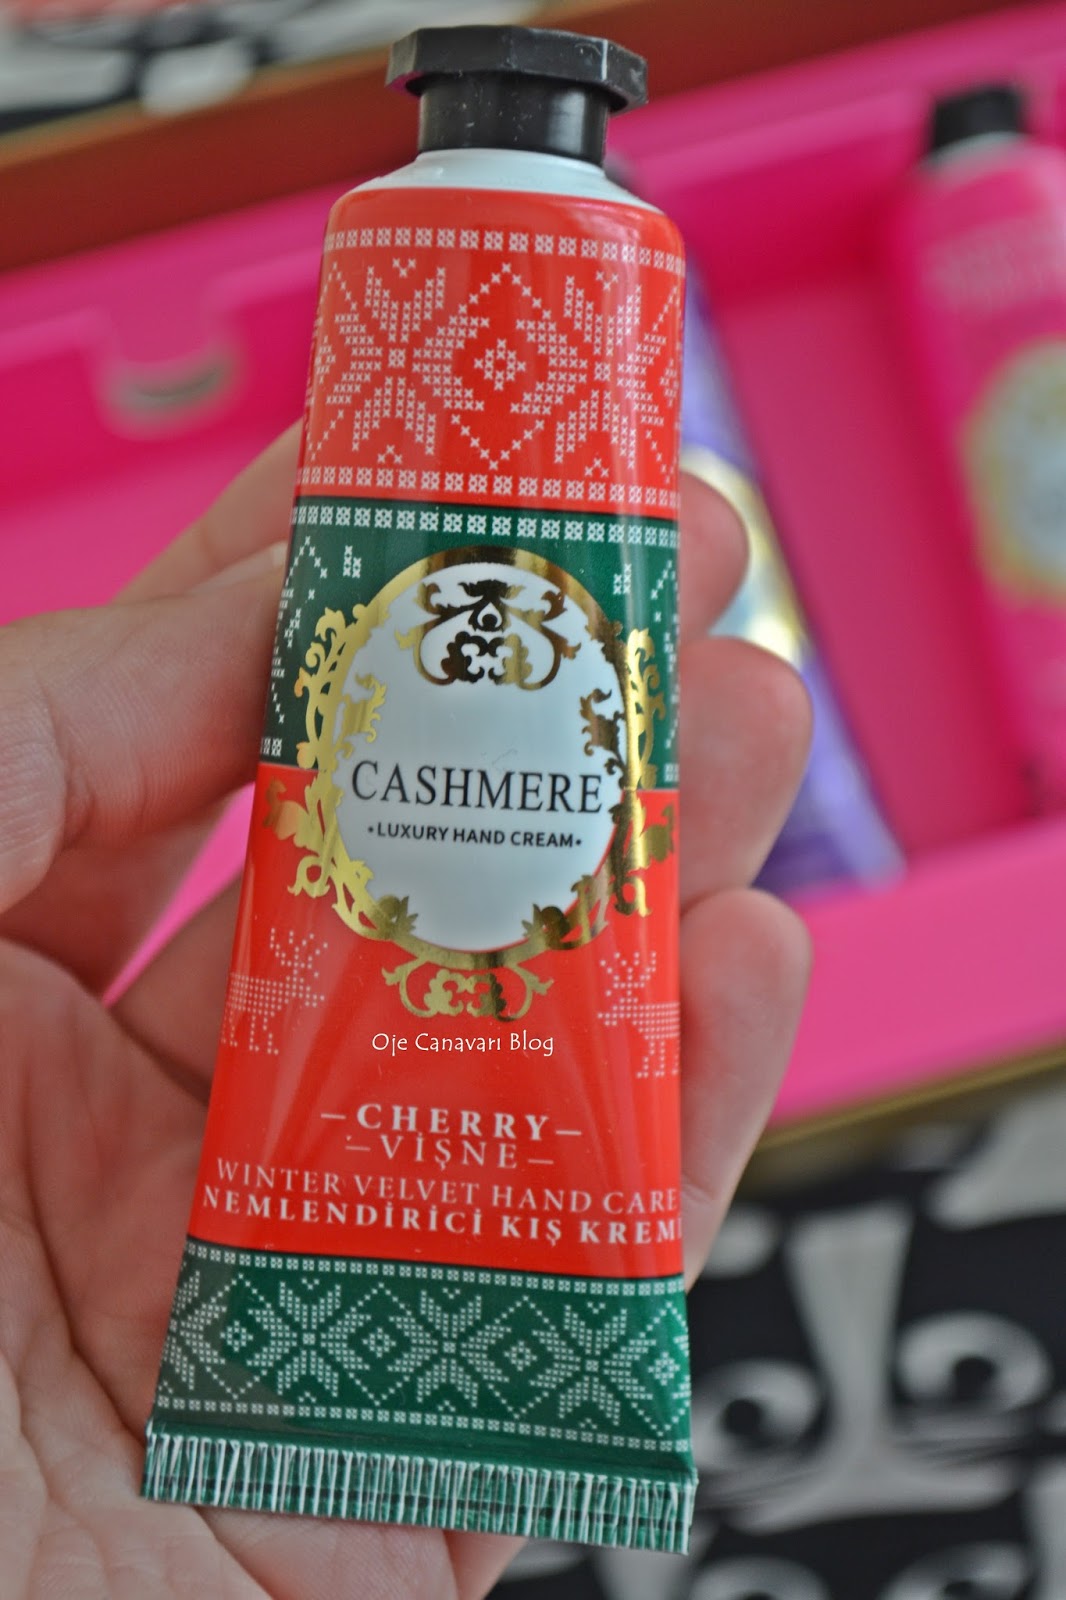 CASHMERE
•LUXURY HAND CREAM•
Oje Canavarı Blog
–CHERRY–
–VİŞNE–
WINTER VELVET HAND CARE
NEMLENDİRİCİ KIŞ KREMİ